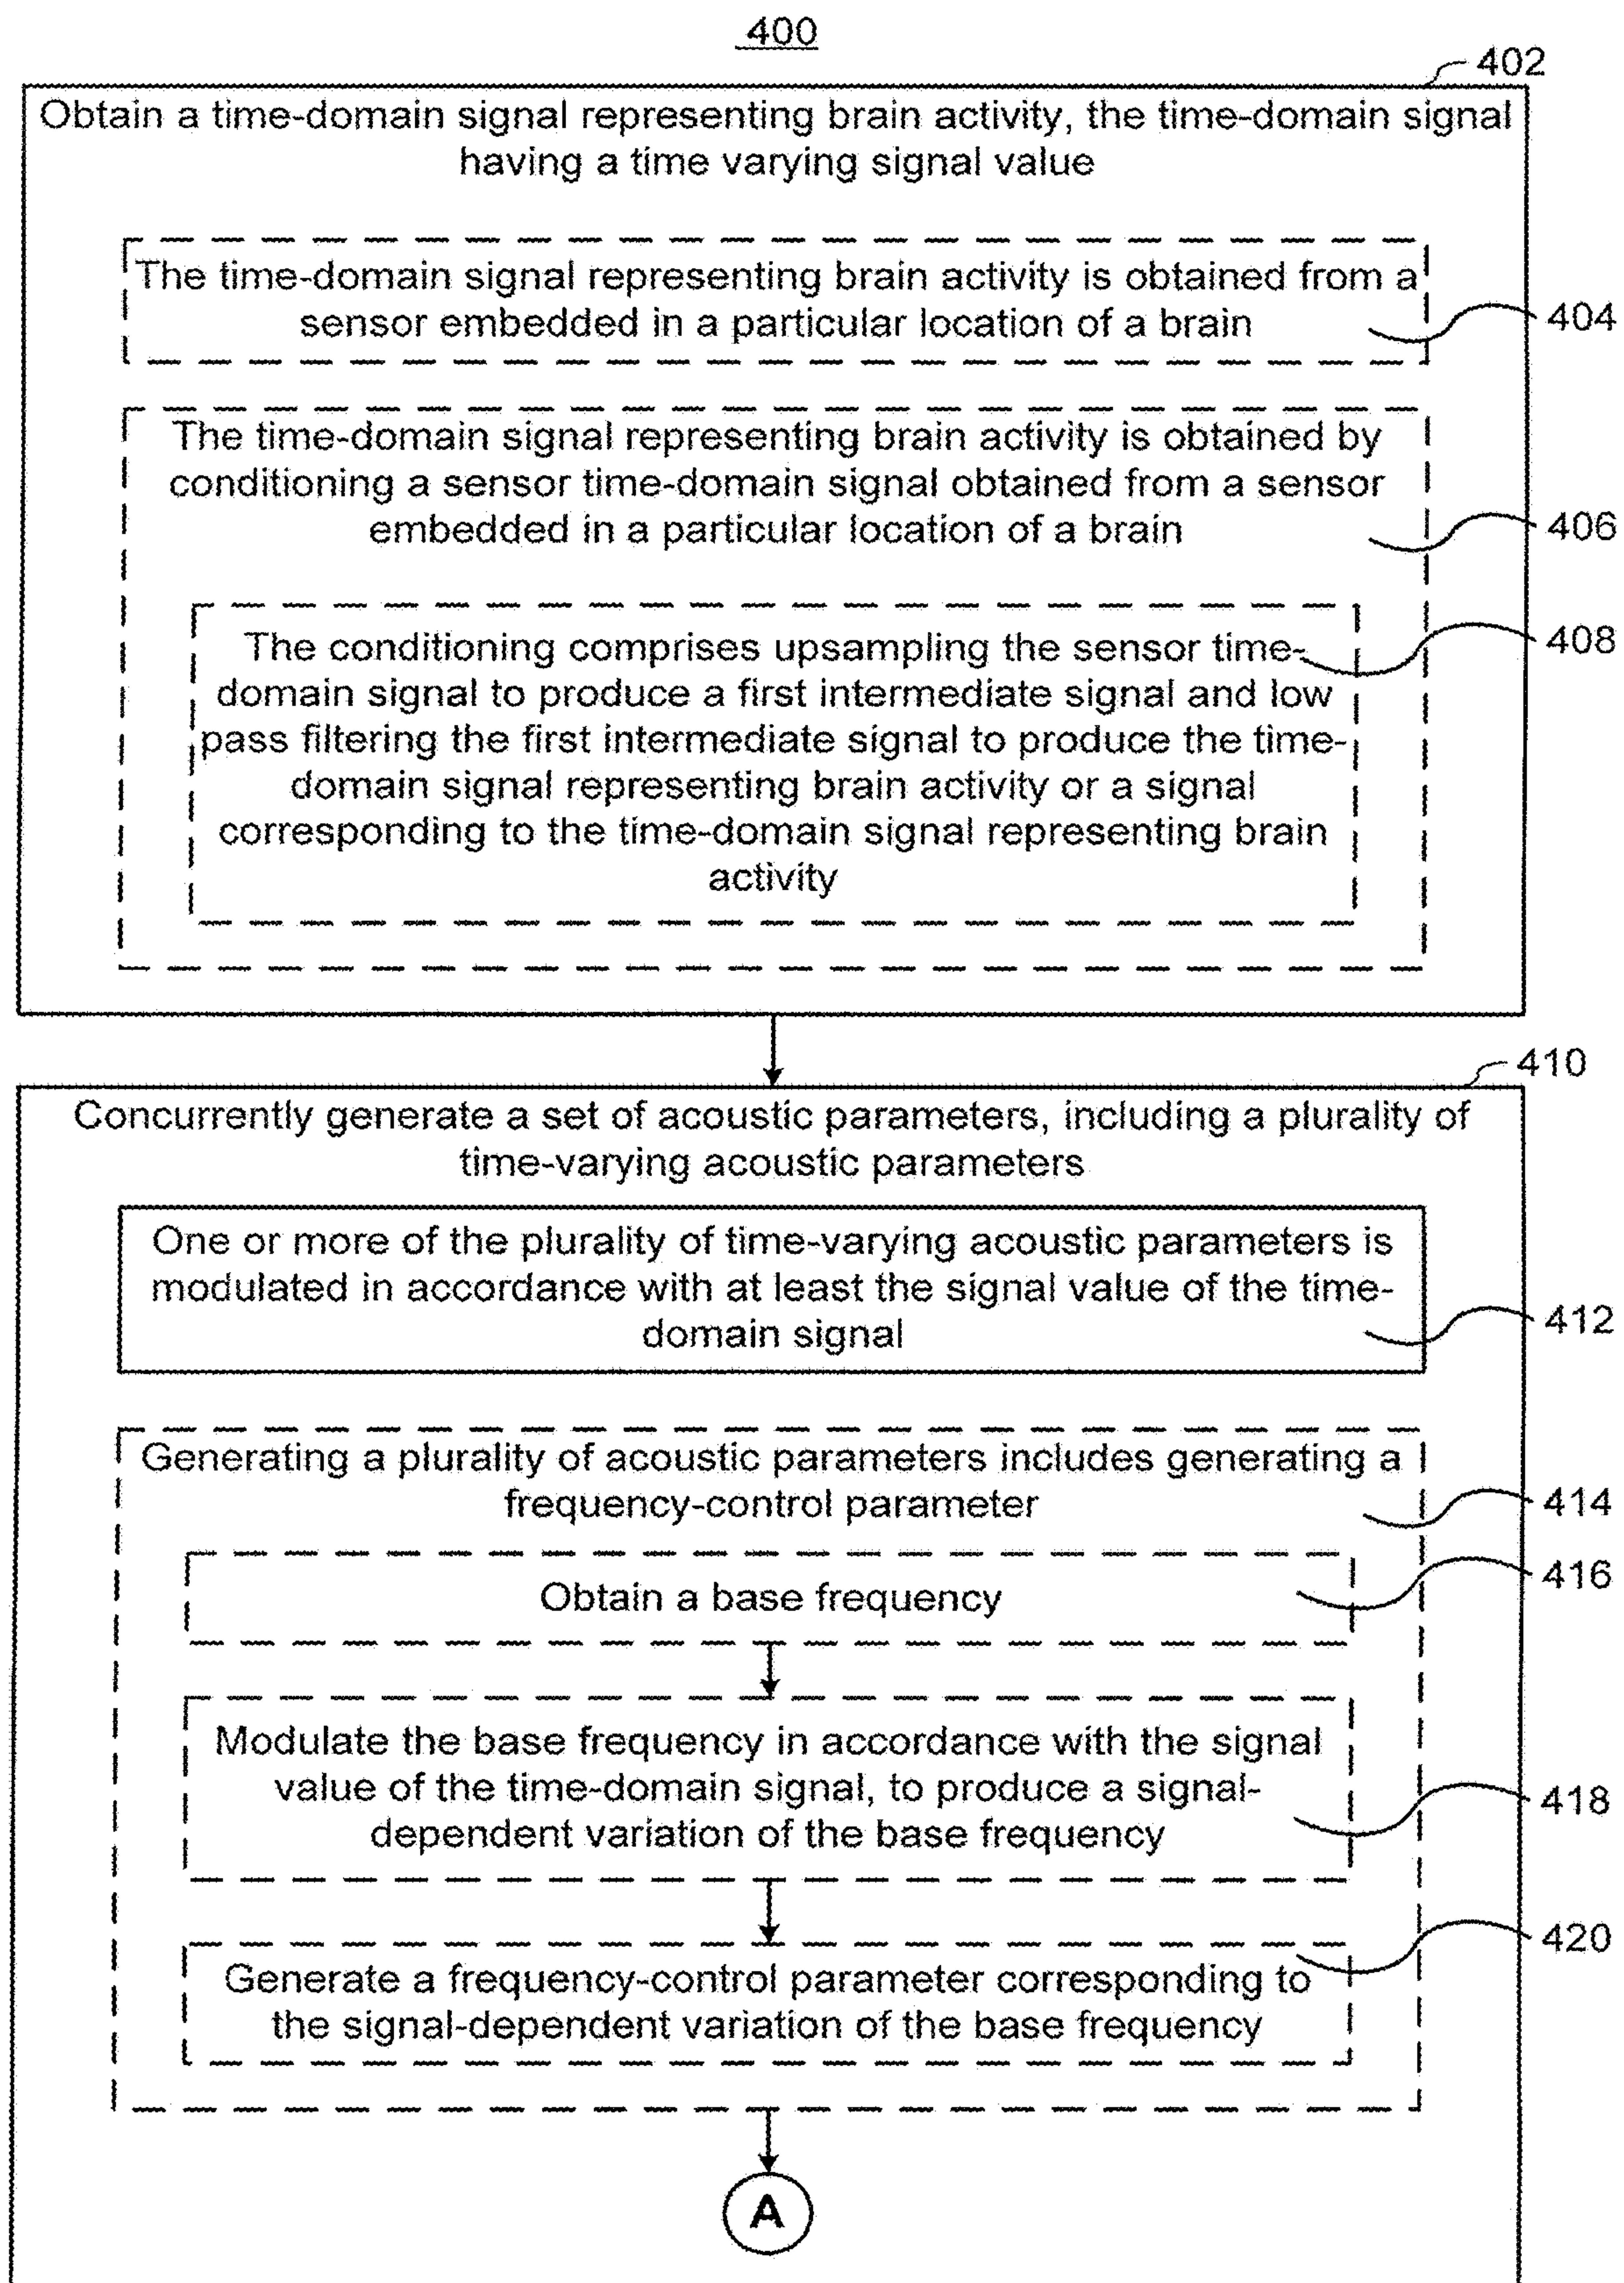 400
402
Obtain a time-domain signal representing brain activity, the time-domain signal
having a time varying signal value
The time-domain signal representing brain activity is obtained from a
sensor embedded in a particular location of a brain
404
The time-domain signal representing brain activity is obtained by
conditioning a sensor time-domain signal obtained from a sensor
embedded in a particular location of a brain
406
The conditioning comprises upsampling the sensor time-
408
domain signal to produce a first intermediate signal and low
pass filtering the first intermediate signal to produce the time-
domain signal representing brain activity or a signal
corresponding to the time-domain signal representing brain
activity
410
Concurrently generate a set of acoustic parameters, including a plurality of
time-varying acoustic parameters
One or more of the plurality of time-varying acoustic parameters is
modulated in accordance with at least the signal value of the time-
domain signal
412
Generating a plurality of acoustic parameters includes generating a
frequency-control parameter
414
Obtain a base frequency
416
Modulate the base frequency in accordance with the signal
value of the time-domain signal, to produce a signal-
dependent variation of the base frequency
418
420
Generate a frequency-control parameter corresponding to
the signal-dependent variation of the base frequency
A